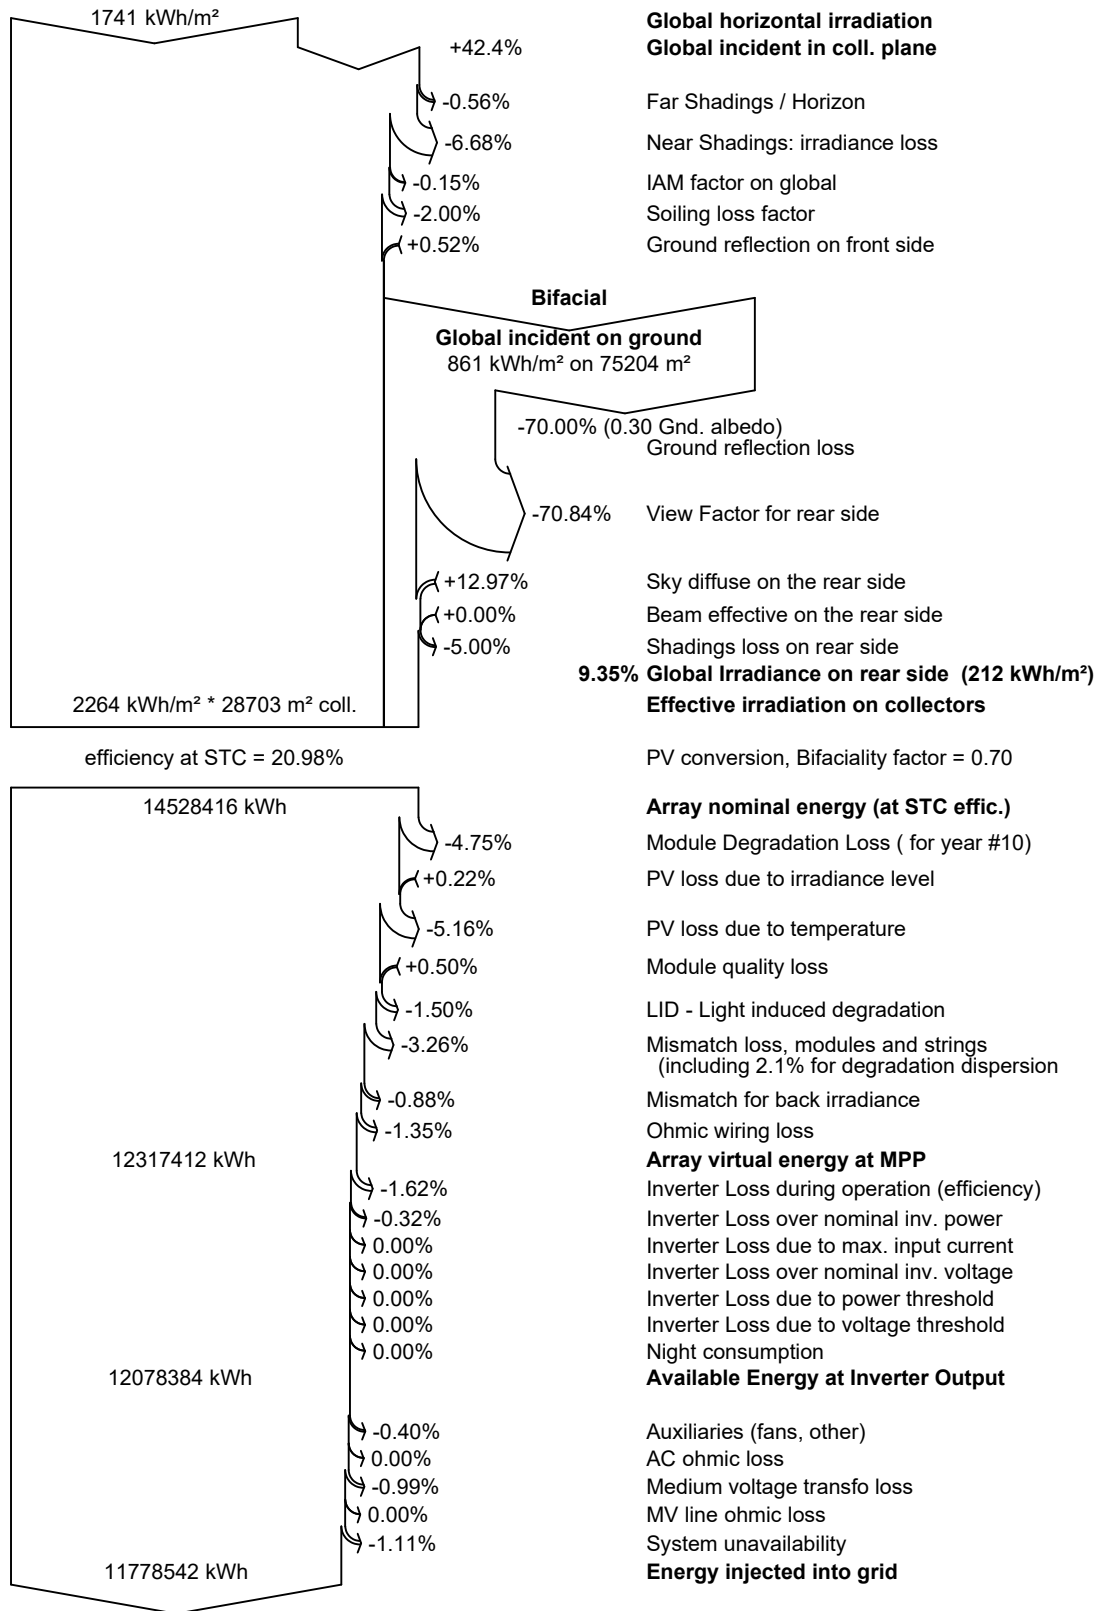 1741 kWh/m² Global horizontal irradiation
+42.4% Global incident in coll. plane
-0.56% Far Shadings / Horizon
-6.68% Near Shadings: irradiance loss
-0.15% IAM factor on global
-2.00% Soiling loss factor
+0.52% Ground reflection on front side
Bifacial
Global incident on ground
861 kWh/m² on 75204 m²
-70.00% (0.30 Gnd. albedo)
Ground reflection loss
-70.84% View Factor for rear side
+12.97% Sky diffuse on the rear side
+0.00% Beam effective on the rear side
-5.00% Shadings loss on rear side
9.35% Global Irradiance on rear side (212 kWh/m²)
2264 kWh/m² * 28703 m² coll. Effective irradiation on collectors
efficiency at STC = 20.98% PV conversion, Bifaciality factor = 0.70
14528416 kWh Array nominal energy (at STC effic.)
-4.75% Module Degradation Loss ( for year #10)
+0.22% PV loss due to irradiance level
-5.16% PV loss due to temperature
+0.50% Module quality loss
-1.50% LID - Light induced degradation
-3.26% Mismatch loss, modules and strings
(including 2.1% for degradation dispersion
-0.88% Mismatch for back irradiance
-1.35% Ohmic wiring loss
12317412 kWh Array virtual energy at MPP
-1.62% Inverter Loss during operation (efficiency)
-0.32% Inverter Loss over nominal inv. power
0.00% Inverter Loss due to max. input current
0.00% Inverter Loss over nominal inv. voltage
0.00% Inverter Loss due to power threshold
0.00% Inverter Loss due to voltage threshold
0.00% Night consumption
12078384 kWh Available Energy at Inverter Output
-0.40% Auxiliaries (fans, other)
0.00% AC ohmic loss
-0.99% Medium voltage transfo loss
0.00% MV line ohmic loss
-1.11% System unavailability
11778542 kWh Energy injected into grid